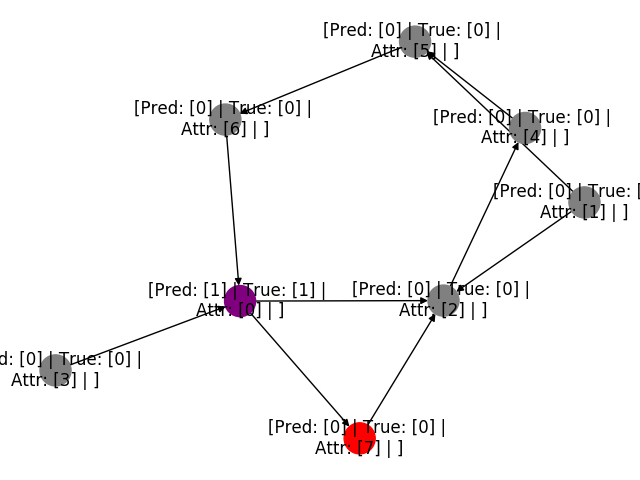 [Pred: [0] | True: [0] |
Attr: [5] | ]
[Pred: [0] | True: [0] |
Attr: [6] | ]
[Pred: [0] | True: [0] |
Attr: [4] | ]
[Pred: [0] | True: [
Attr: [1] | ]
[Pred: [1] | True: [1] |
Attr: [0] | ]
[Pred: [0] | True: [0] |
Attr: [2] | ]
d: [0] | True: [0] |
Attr: [3] | ]
[Pred: [0] | True: [0] |
Attr: [7] | ]